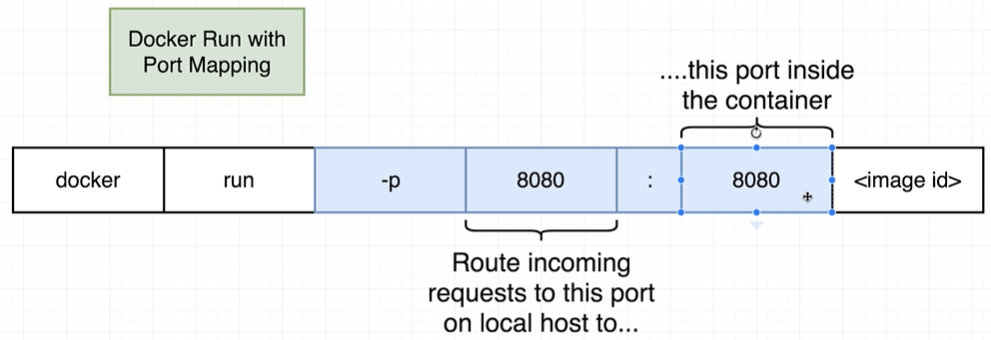 Docker Run with
Port Mapping
....this port inside
the container
docker run -p 8080 : 8080 <image id>
Route incoming
requests to this port
on local host to...